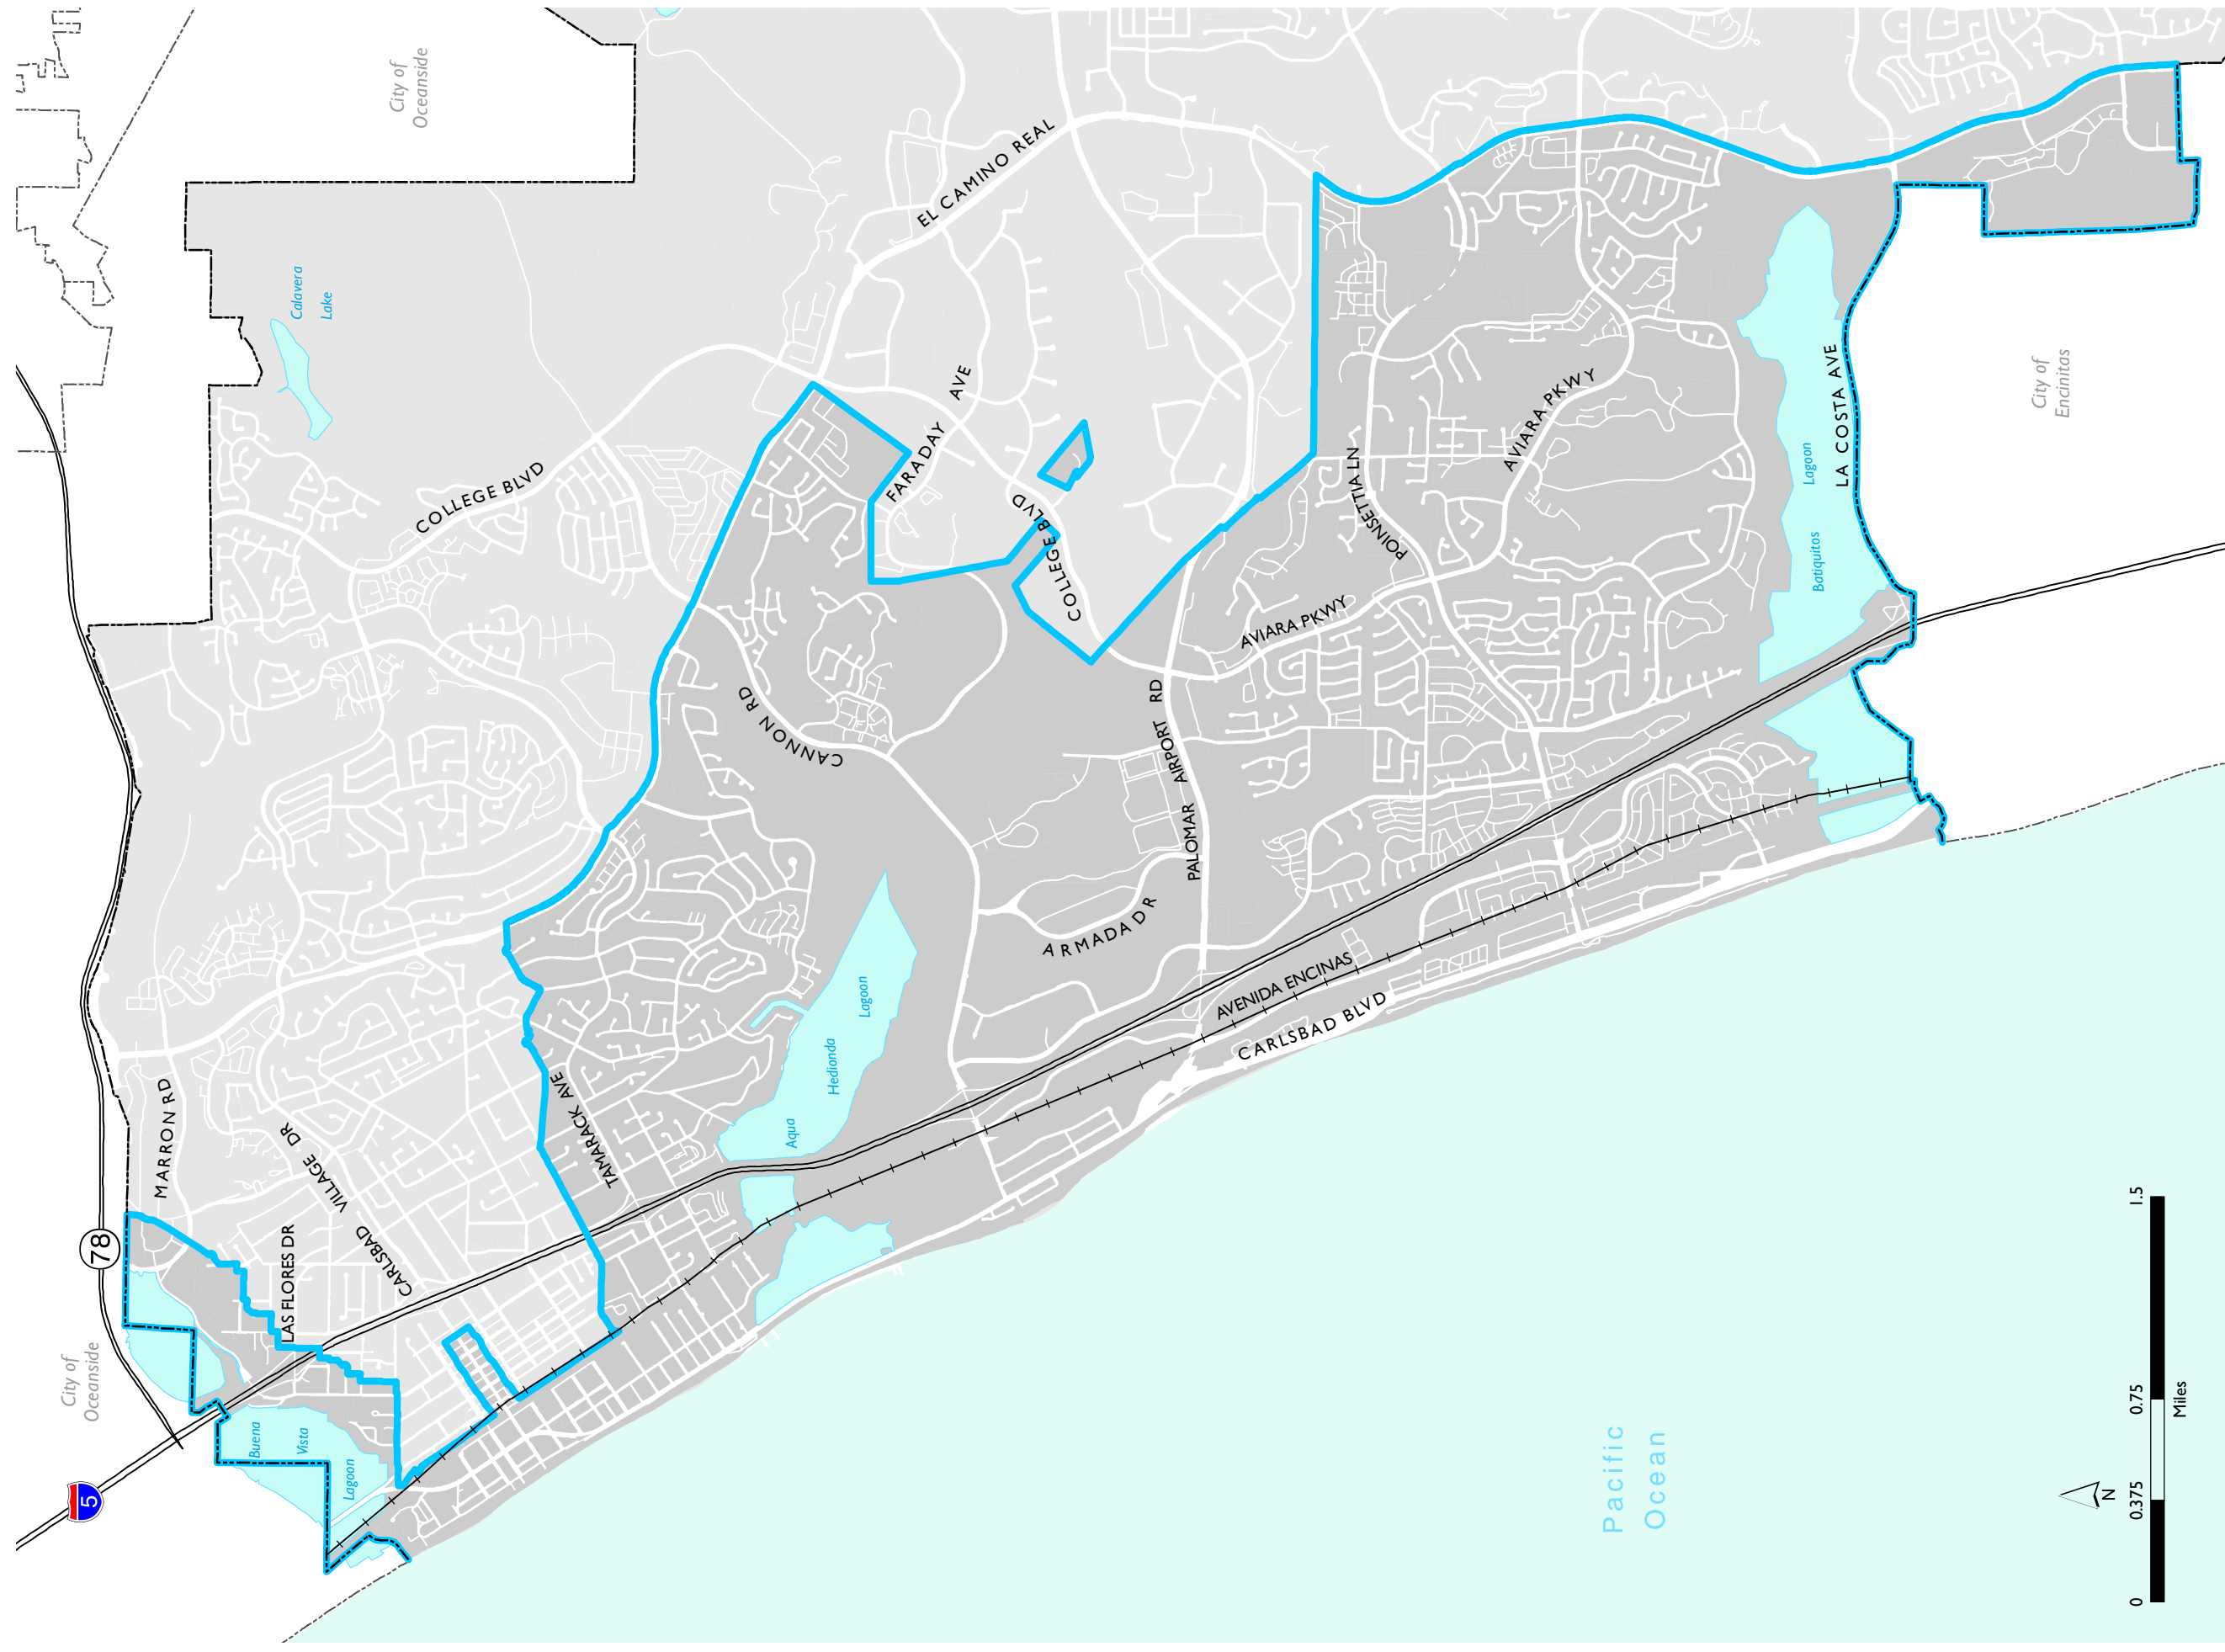 City of
Oceanside
City of
Oceanside
78
5
Calavera
Lake
COLLEGE BLVD
EL CAMINO REAL
FARADAY AVE
COLLEGE BLVD
CANNON RD
MARRON RD
LAS FLORES DR
CARLSBAD VILLAGE DR
TAMARACK AVE
Buena
Vista
Lagoon
Aqua
Hedionda
Lagoon
PALOMAR AIRPORT RD
ARMADA DR
AVENIDA ENCINAS
CARLSBAD BLVD
AVIARA PKWY
POINSETTIA LN
AVIARA PKWY
Batiquitos
Lagoon
LA COSTA AVE
City of
Encinitas
Pacific
Ocean
N
0 0.375 0.75 1.5
Miles